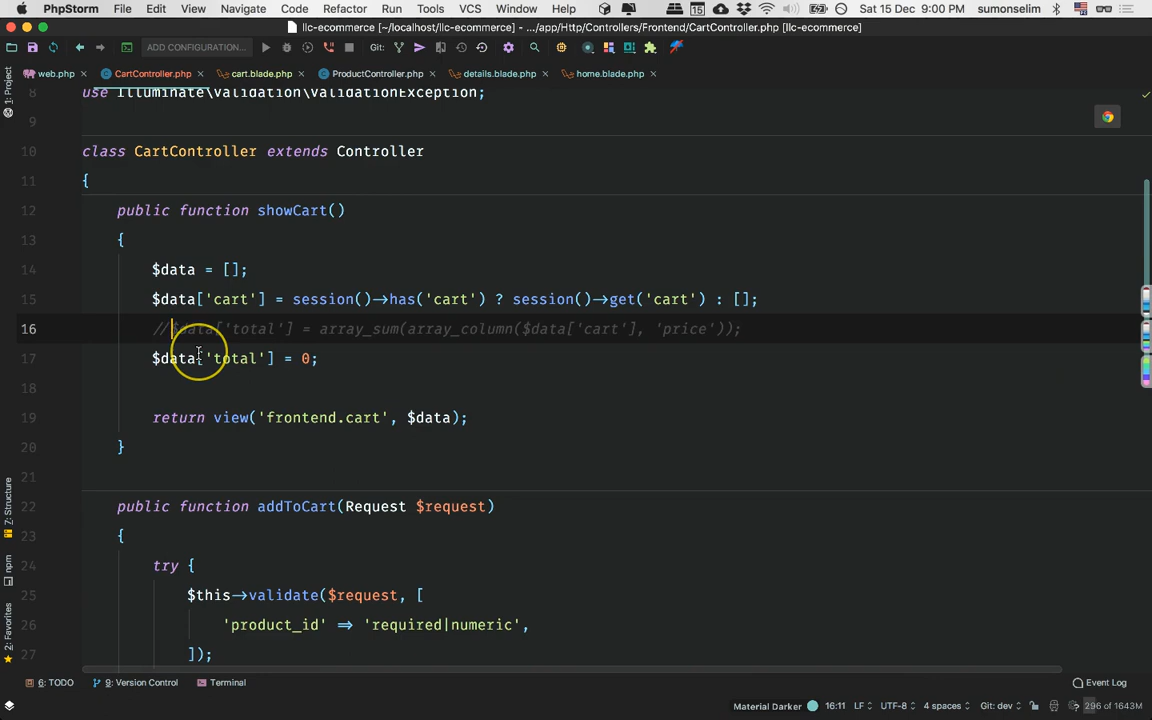 PhpStorm File Edit View Navigate Code Refactor Run Tools VCS Window Help 15 Sat 15 Dec 9:00 PM sumonselim
llc-ecommerce [~/localhost/llc-ecommerce] - .../app/Http/Controllers/Frontend/CartController.php [llc-ecommerce]
ADD CONFIGURATION... Git:
web.php CartController.php cart.blade.php ProductController.php details.blade.php home.blade.php
1: Project
7: Structure
npm
2: Favorites
8 use Illuminate\Validation\ValidationException;
9
10 class CartController extends Controller
11 {
12 public function showCart()
13 {
14 $data = [];
15 $data['cart'] = session()->has('cart') ? session()->get('cart') : [];
16 //$data['total'] = array_sum(array_column($data['cart'], 'price'));
17 $data['total'] = 0;
18
19 return view('frontend.cart', $data);
20 }
21
22 public function addToCart(Request $request)
23 {
24 try {
25 $this->validate($request, [
26 'product_id' => 'required|numeric',
27 ]);
6: TODO 9: Version Control Terminal Event Log
Material Darker 16:11 LF UTF-8 4 spaces Git: dev 296 of 1643M